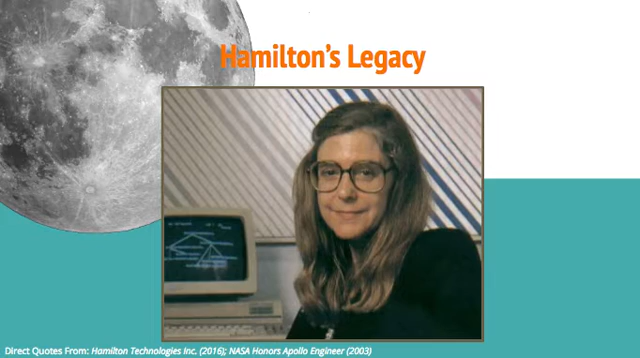 Hamilton's Legacy
Direct Quotes From: Hamilton Technologies Inc. (2016); NASA Honors Apollo Engineer (2003)